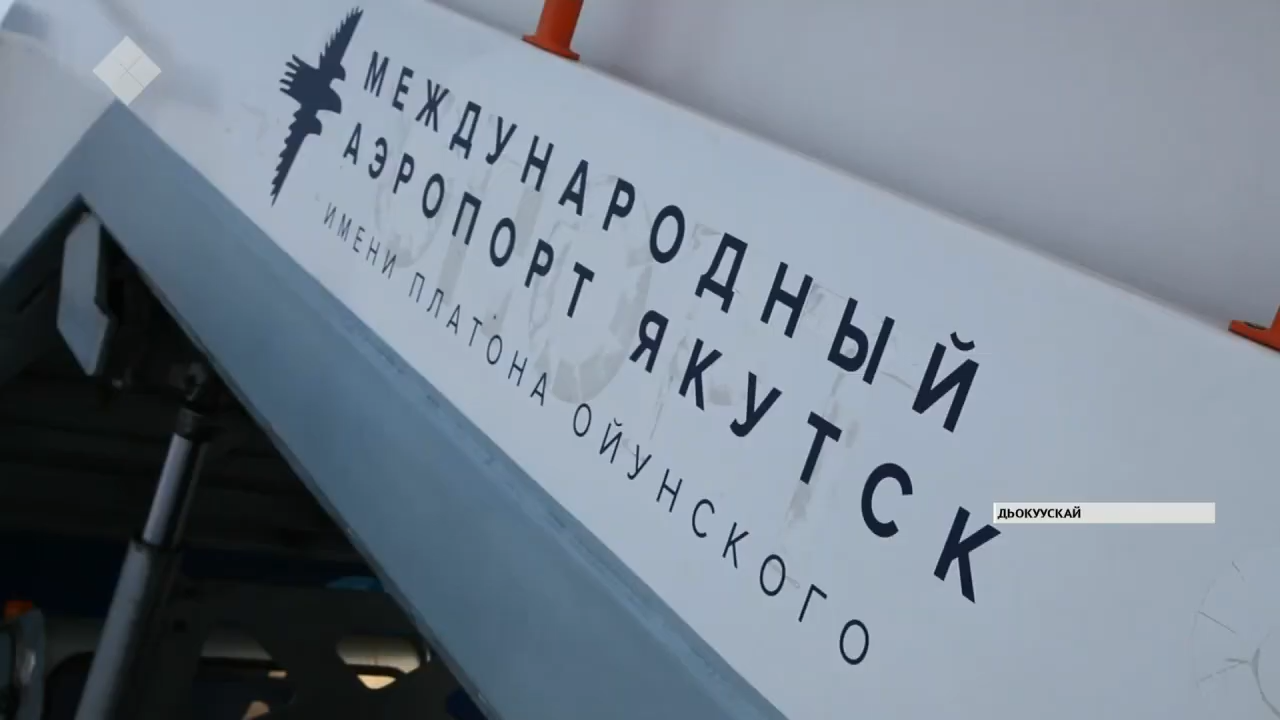 МЕЖДУНАРОДНЫЙ
АЭРОПОРТ ЯКУТСК
ИМЕНИ ПЛАТОНА ОЙУНСКОГО
ДЬОКУУСКАЙ